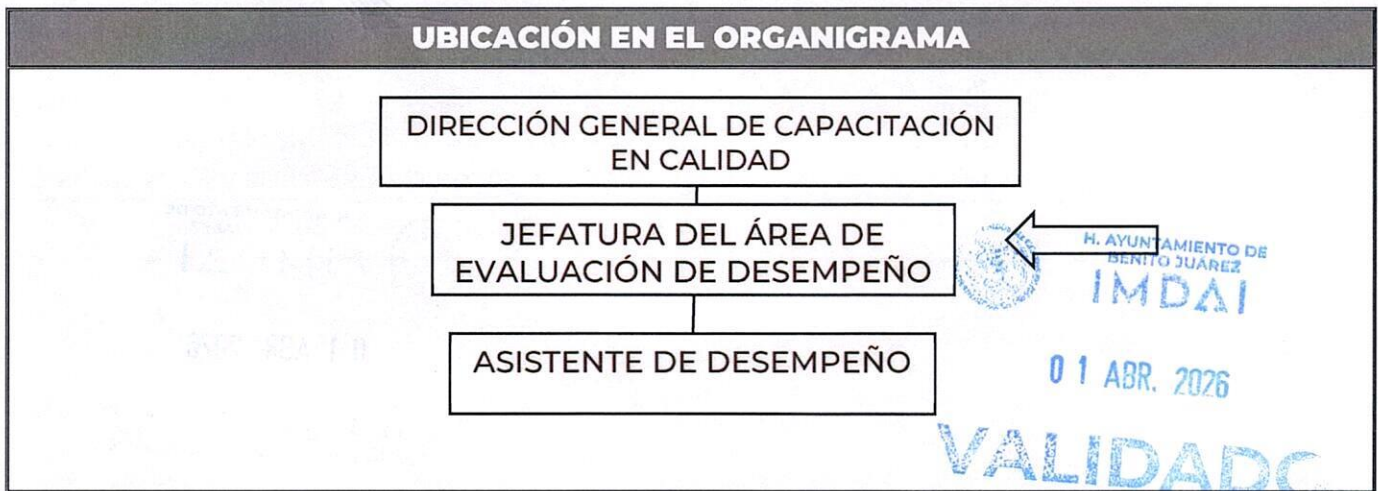 UBICACIÓN EN EL ORGANIGRAMA
DIRECCIÓN GENERAL DE CAPACITACIÓN
EN CALIDAD
JEFATURA DEL ÁREA DE
EVALUACIÓN DE DESEMPEÑO
H. AYUNTAMIENTO DE
BENITO JUÁREZ
IMDAI
ASISTENTE DE DESEMPEÑO
01 ABR. 2026
VALIDADO